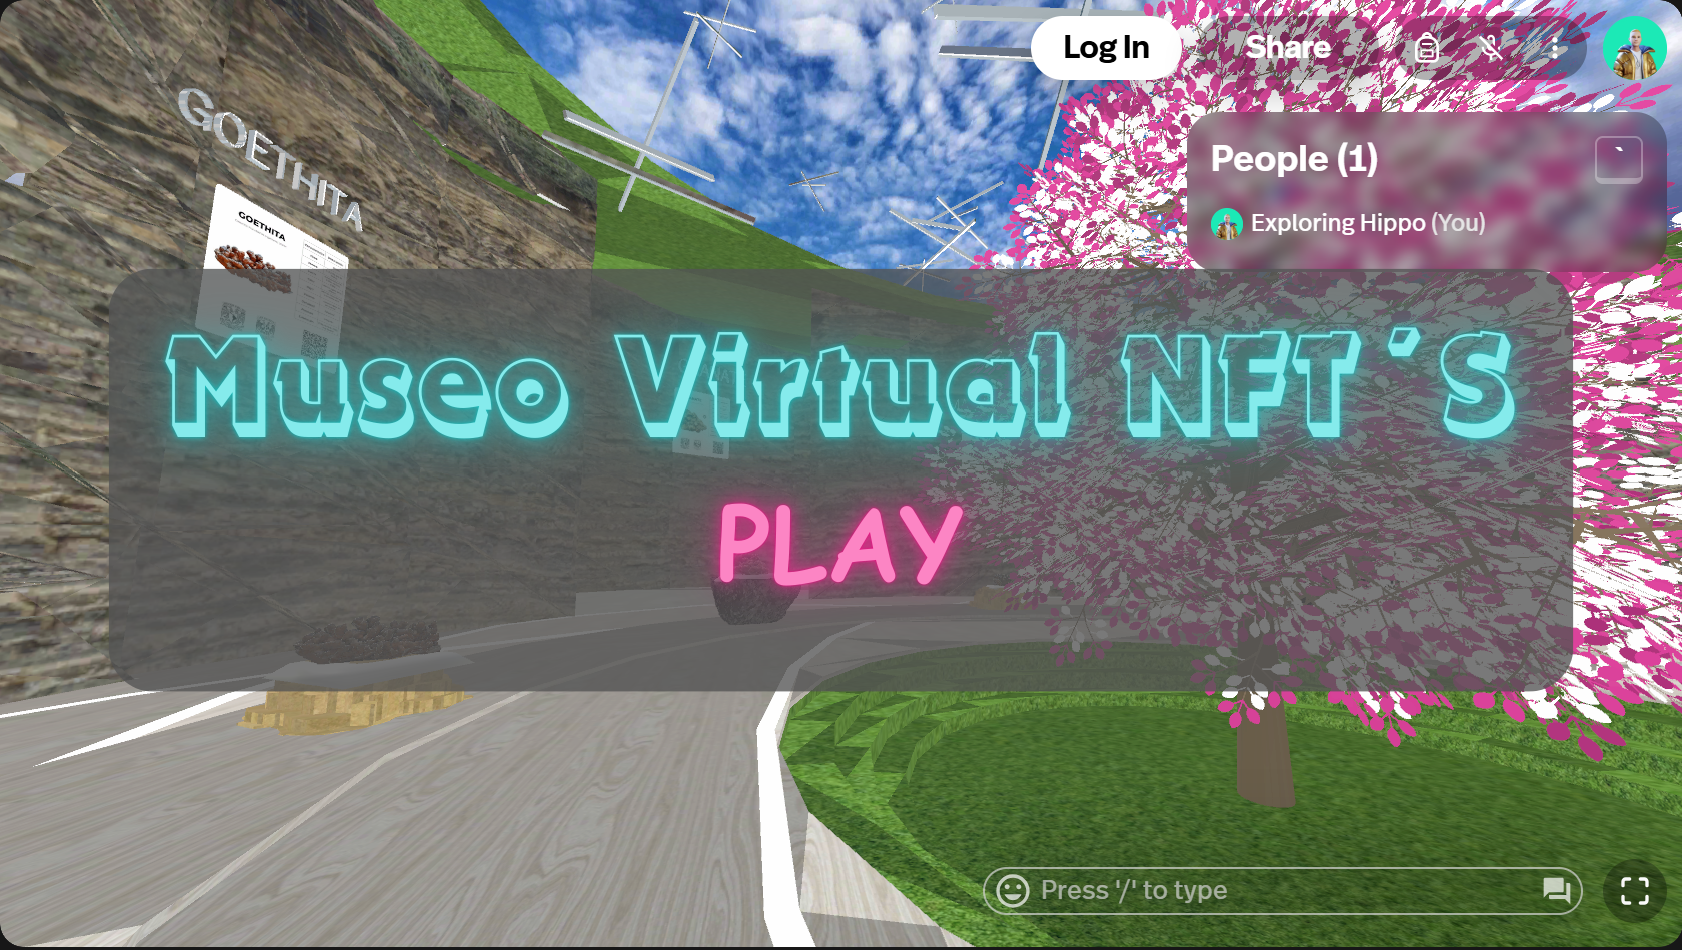 Log In
Share
People (1)
`
Exploring Hippo (You)
GOETHITA
GOETHITA
Museo Virtual NFT´S
PLAY
Press '/' to type